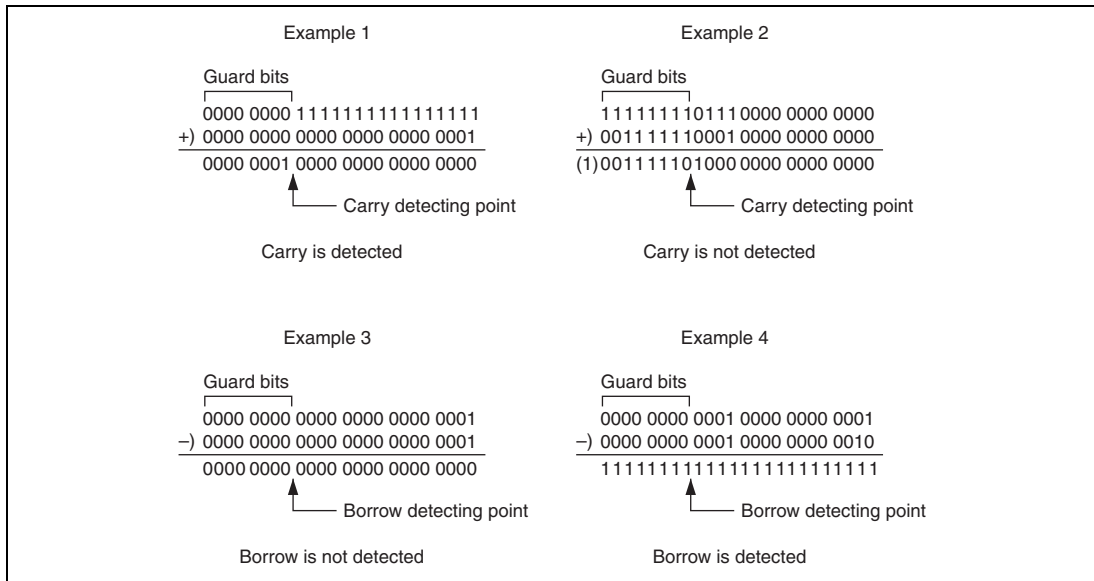 Example 1
Guard bits
0000 0000 1111111111111111
+) 0000 0000 0000 0000 0000 0001
0000 0001 0000 0000 0000 0000
Carry detecting point
Carry is detected
Example 2
Guard bits
111111110111 0000 0000 0000
+) 001111110001 0000 0000 0000
(1) 001111101000 0000 0000 0000
Carry detecting point
Carry is not detected
Example 3
Guard bits
0000 0000 0000 0000 0000 0001
–) 0000 0000 0000 0000 0000 0001
0000 0000 0000 0000 0000 0000
Borrow detecting point
Borrow is not detected
Example 4
Guard bits
0000 0000 0001 0000 0000 0001
–) 0000 0000 0001 0000 0000 0010
111111111111111111111111
Borrow detecting point
Borrow is detected